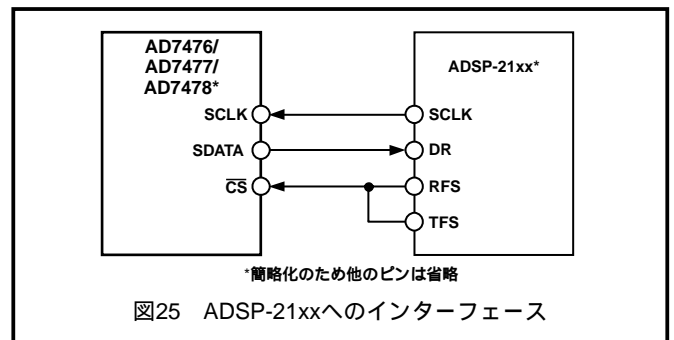 AD7476/
AD7477/
AD7478*
ADSP-21xx*
SCLK
SCLK
SDATA
DR
CS
RFS
TFS
*簡略化のため他のピンは省略
図25 ADSP-21xxへのインターフェース